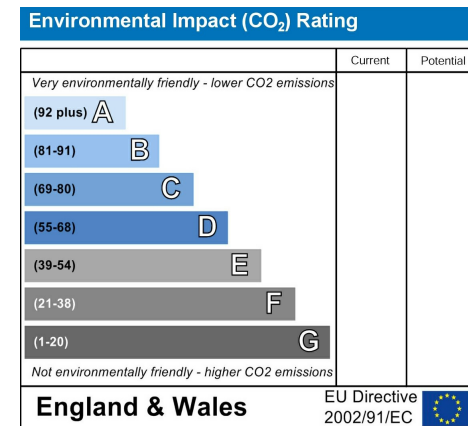 Environmental Impact (CO₂) Rating
Current Potential
Very environmentally friendly - lower CO2 emissions
(92 plus) A
(81-91) B
(69-80) C
(55-68) D
(39-54) E
(21-38) F
(1-20) G
Not environmentally friendly - higher CO2 emissions
England & Wales
EU Directive
2002/91/EC